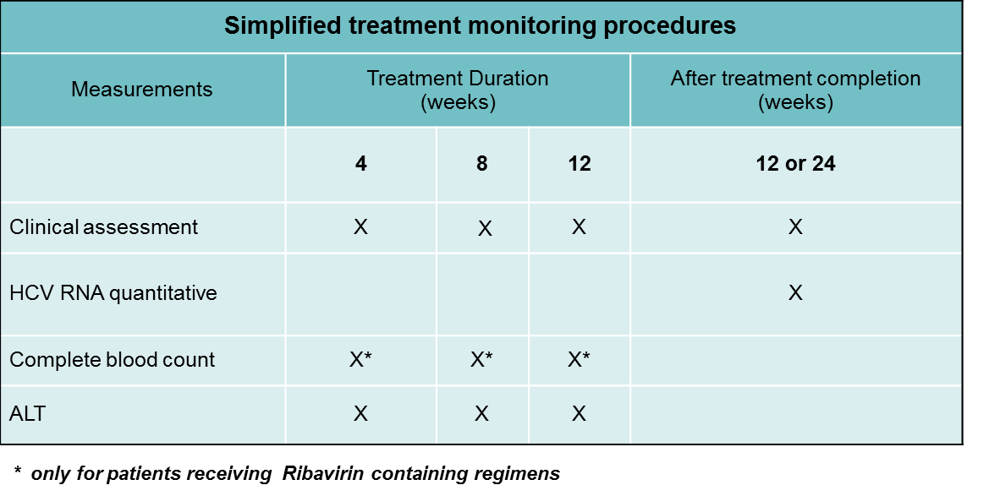 Simplified treatment monitoring procedures
Measurements
Treatment Duration
(weeks)
After treatment completion
(weeks)
4 8 12 12 or 24
Clinical assessment X X X X
HCV RNA quantitative X
Complete blood count X* X* X*
ALT X X X
* only for patients receiving Ribavirin containing regimens